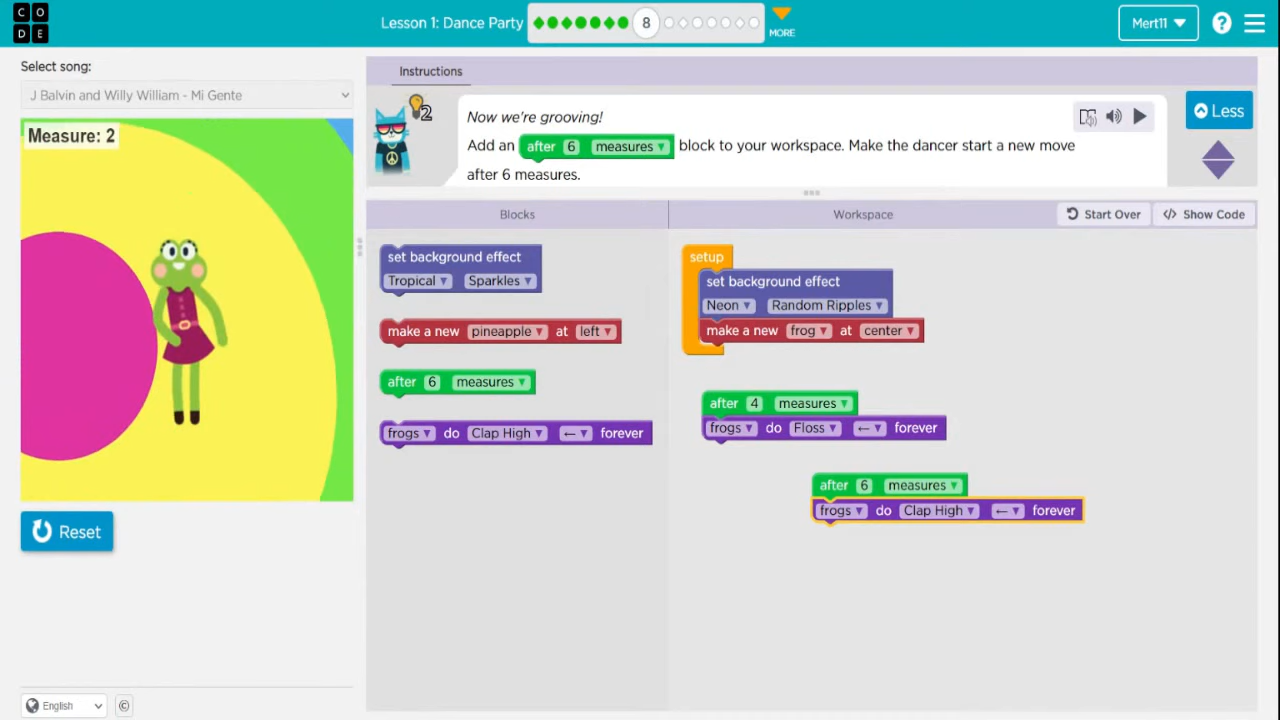 C O
D E
Lesson 1: Dance Party
8
MORE
Mert11
?
Select song:
J Balvin and Willy William - Mi Gente
Measure: 2
Reset
English
©
Instructions
2
Now we're grooving!
Add an after 6 measures block to your workspace. Make the dancer start a new move
after 6 measures.
Less
Blocks
Workspace
Start Over
</> Show Code
set background effect
Tropical Sparkles
make a new pineapple at left
after 6 measures
frogs do Clap High ← forever
setup
set background effect
Neon Random Ripples
make a new frog at center
after 4 measures
frogs do Floss ← forever
after 6 measures
frogs do Clap High ← forever